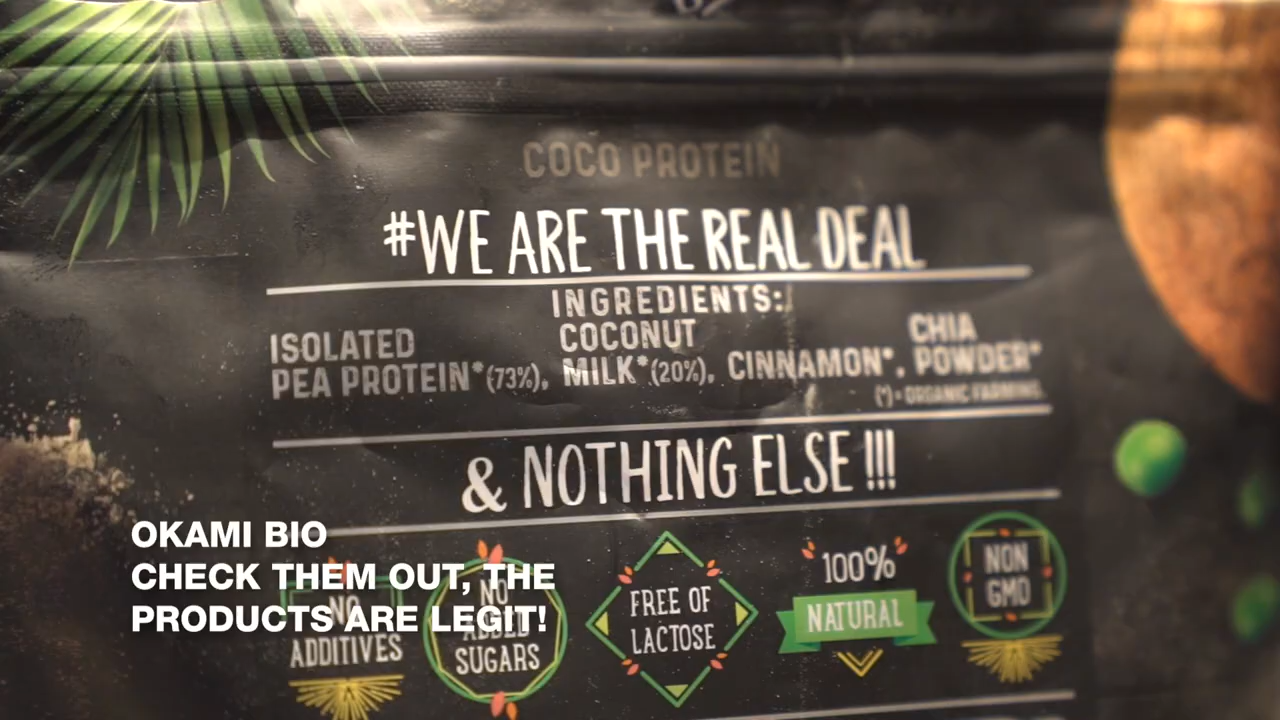 COCO PROTEIN
#WE ARE THE REAL DEAL
INGREDIENTS:
ISOLATED
PEA PROTEIN*(73%),
COCONUT
MILK*(20%),
CINNAMON*,
CHIA
POWDER*
(*)=ORGANIC FARMING
& NOTHING ELSE !!!
NO
ADDITIVES
NO
ADDED
SUGARS
FREE OF
LACTOSE
100%
NATURAL
NON
GMO
OKAMI BIO
CHECK THEM OUT, THE
PRODUCTS ARE LEGIT!